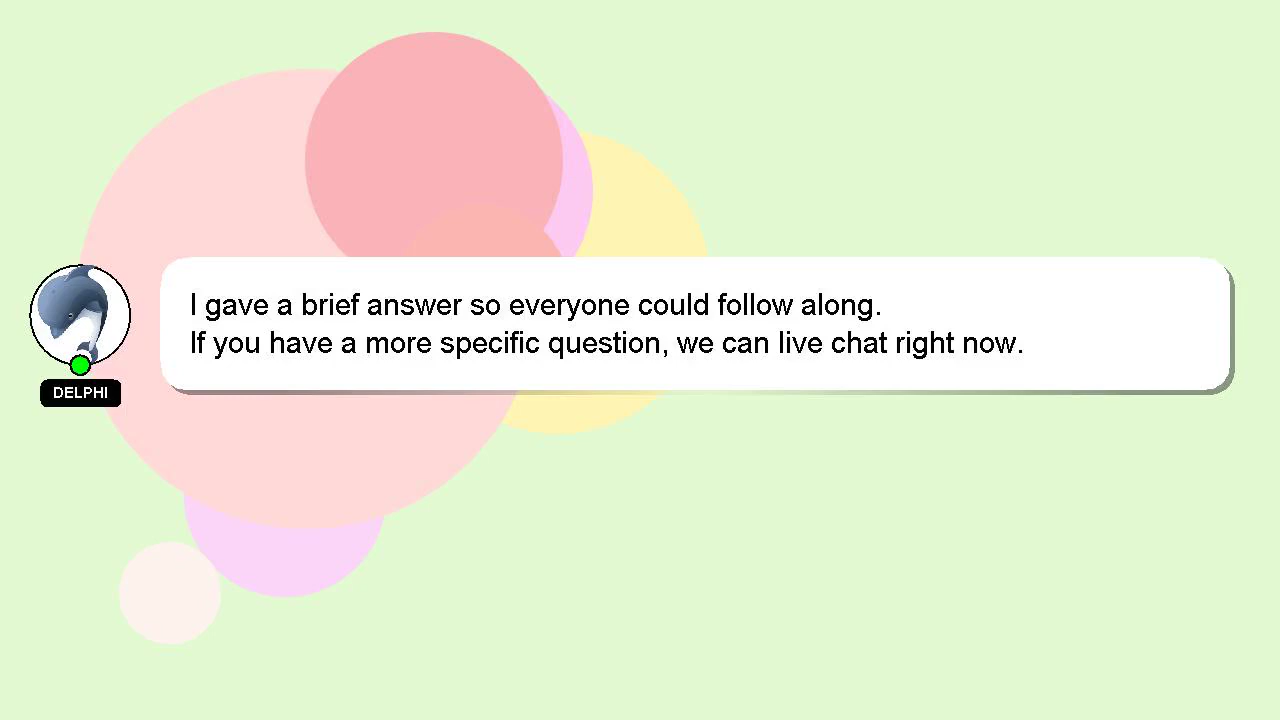 I gave a brief answer so everyone could follow along.
If you have a more specific question, we can live chat right now.
DELPHI